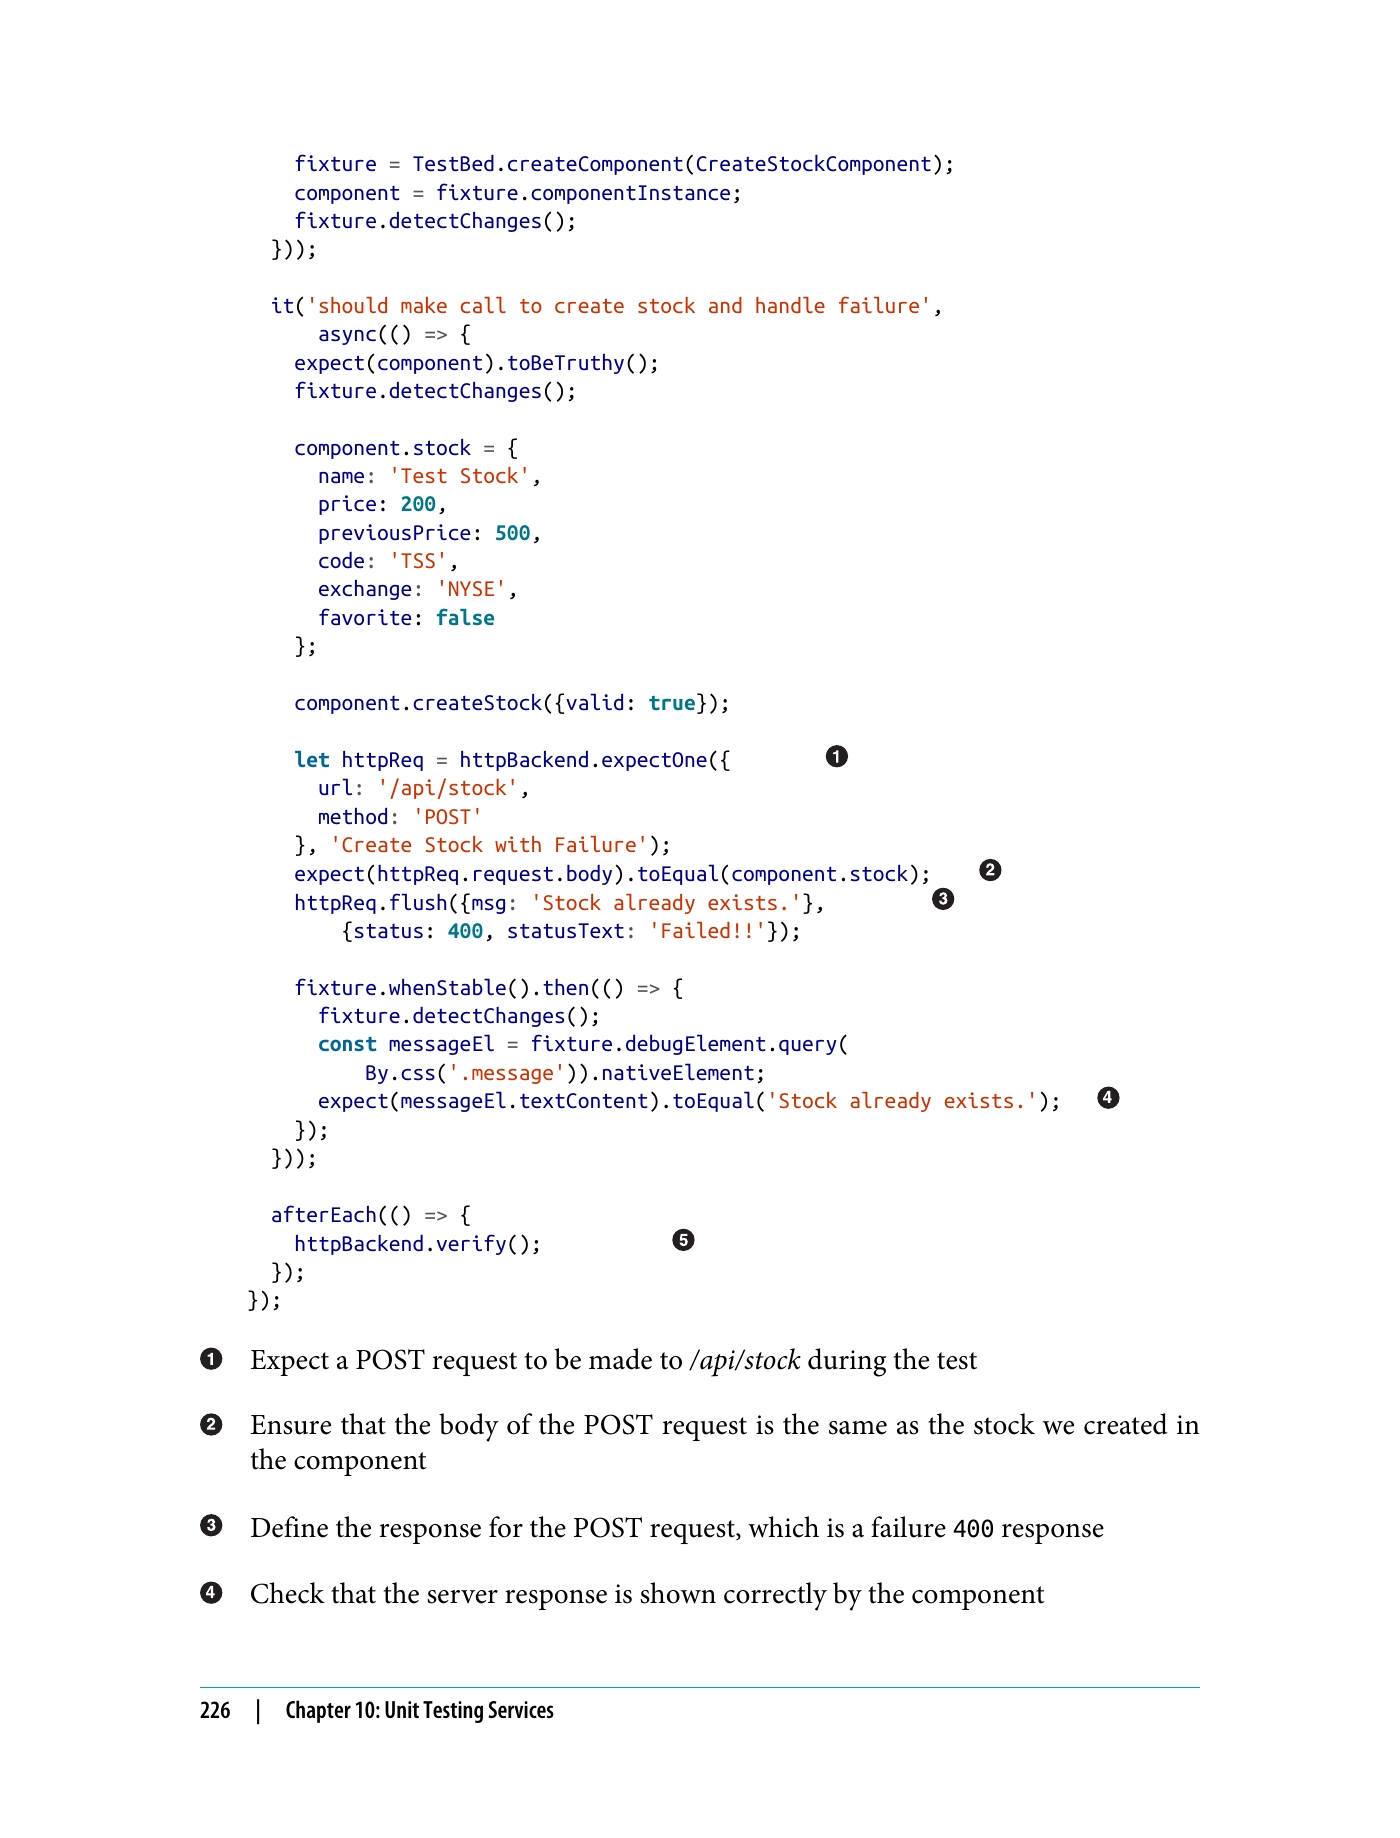 fixture = TestBed.createComponent(CreateStockComponent);
    component = fixture.componentInstance;
    fixture.detectChanges();
  }));

  it('should make call to create stock and handle failure',
      async(() => {
    expect(component).toBeTruthy();
    fixture.detectChanges();

    component.stock = {
      name: 'Test Stock',
      price: 200,
      previousPrice: 500,
      code: 'TSS',
      exchange: 'NYSE',
      favorite: false
    };

    component.createStock({valid: true});

    let httpReq = httpBackend.expectOne({        ❶
      url: '/api/stock',
      method: 'POST'
    }, 'Create Stock with Failure');
    expect(httpReq.request.body).toEqual(component.stock);    ❷
    httpReq.flush({msg: 'Stock already exists.'},         ❸
        {status: 400, statusText: 'Failed!!'});

    fixture.whenStable().then(() => {
      fixture.detectChanges();
      const messageEl = fixture.debugElement.query(
          By.css('.message')).nativeElement;
      expect(messageEl.textContent).toEqual('Stock already exists.');   ❹
    });
  }));

  afterEach(() => {
    httpBackend.verify();           ❺
  });
});
❶ Expect a POST request to be made to /api/stock during the test
❷ Ensure that the body of the POST request is the same as the stock we created in
the component
❸ Define the response for the POST request, which is a failure 400 response
❹ Check that the server response is shown correctly by the component
226 | Chapter 10: Unit Testing Services